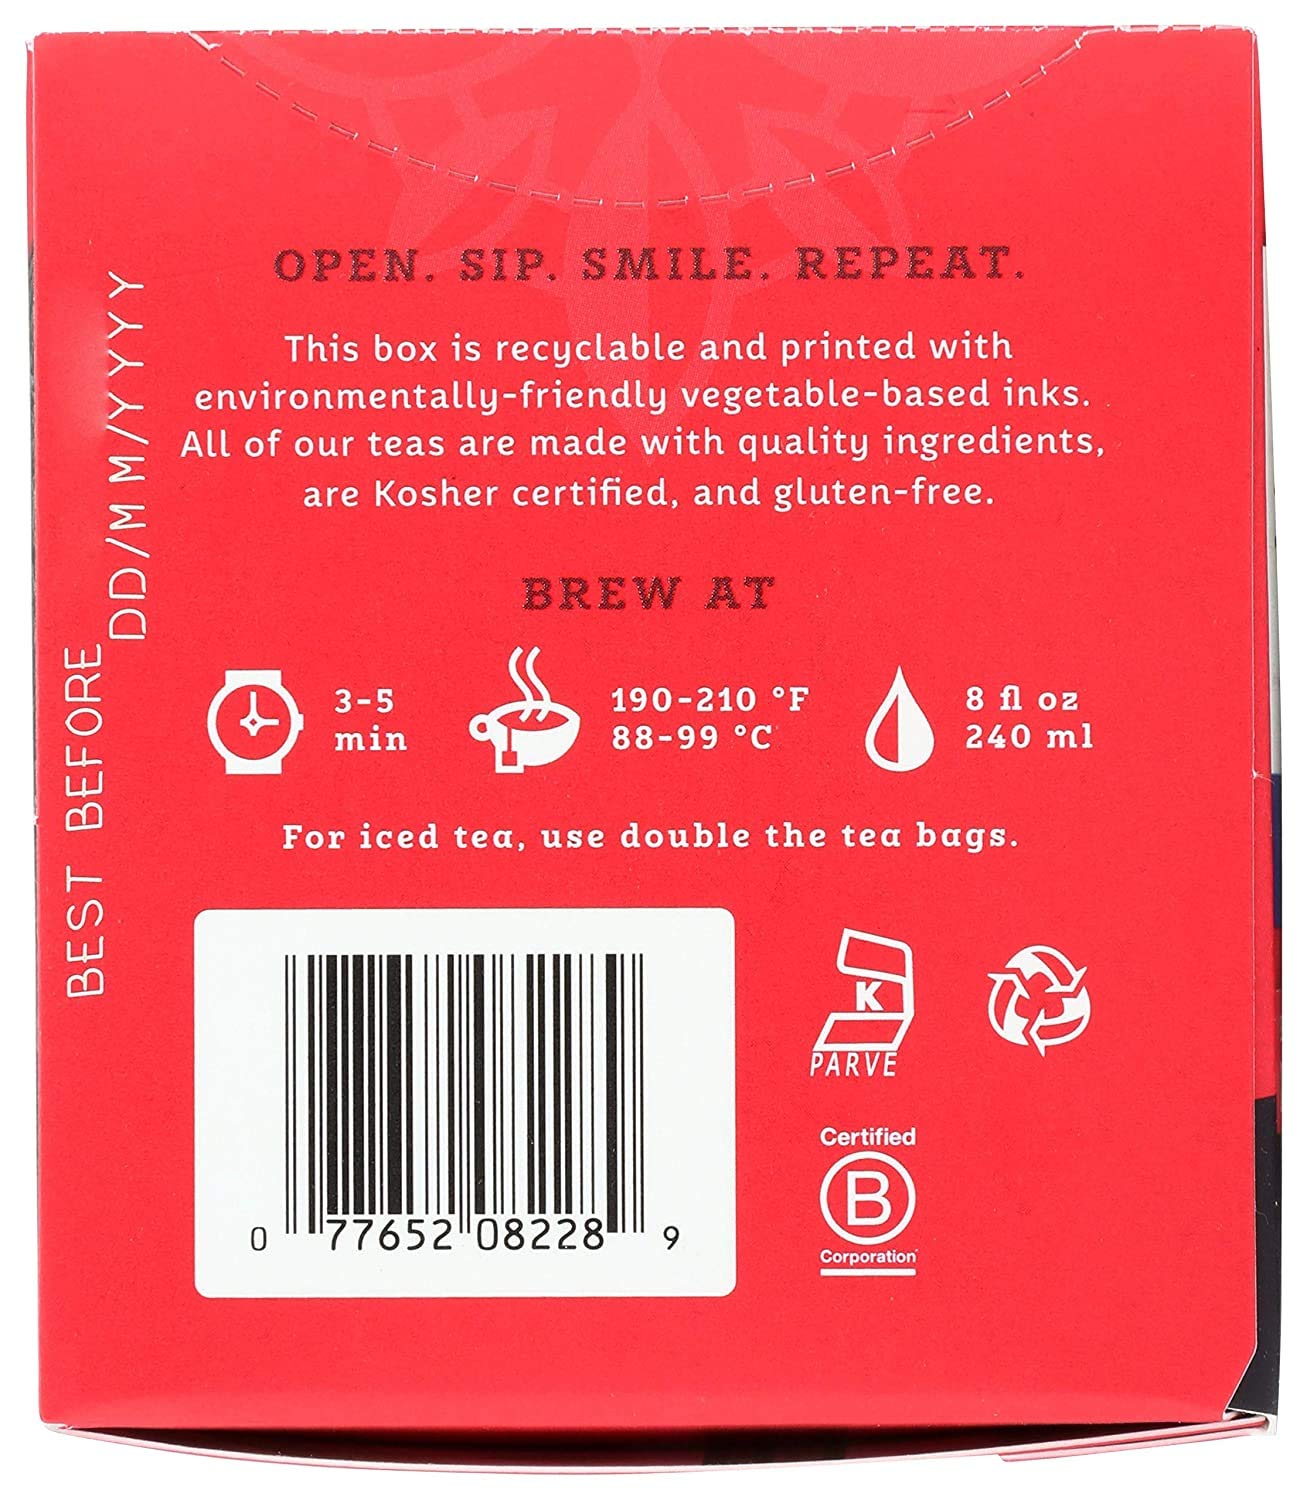 OPEN. SIP. SMILE. REPEAT.
This box is recyclable and printed with
environmentally-friendly vegetable-based inks.
All of our teas are made with quality ingredients,
are Kosher certified, and gluten-free.
BREW AT
3-5
min
190-210 °F
88-99 °C
8 fl oz
240 ml
For iced tea, use double the tea bags.
BEST BEFORE
DD/MM/YYYY
0 77652 08228 9
K
PARVE
Certified
B
Corporation